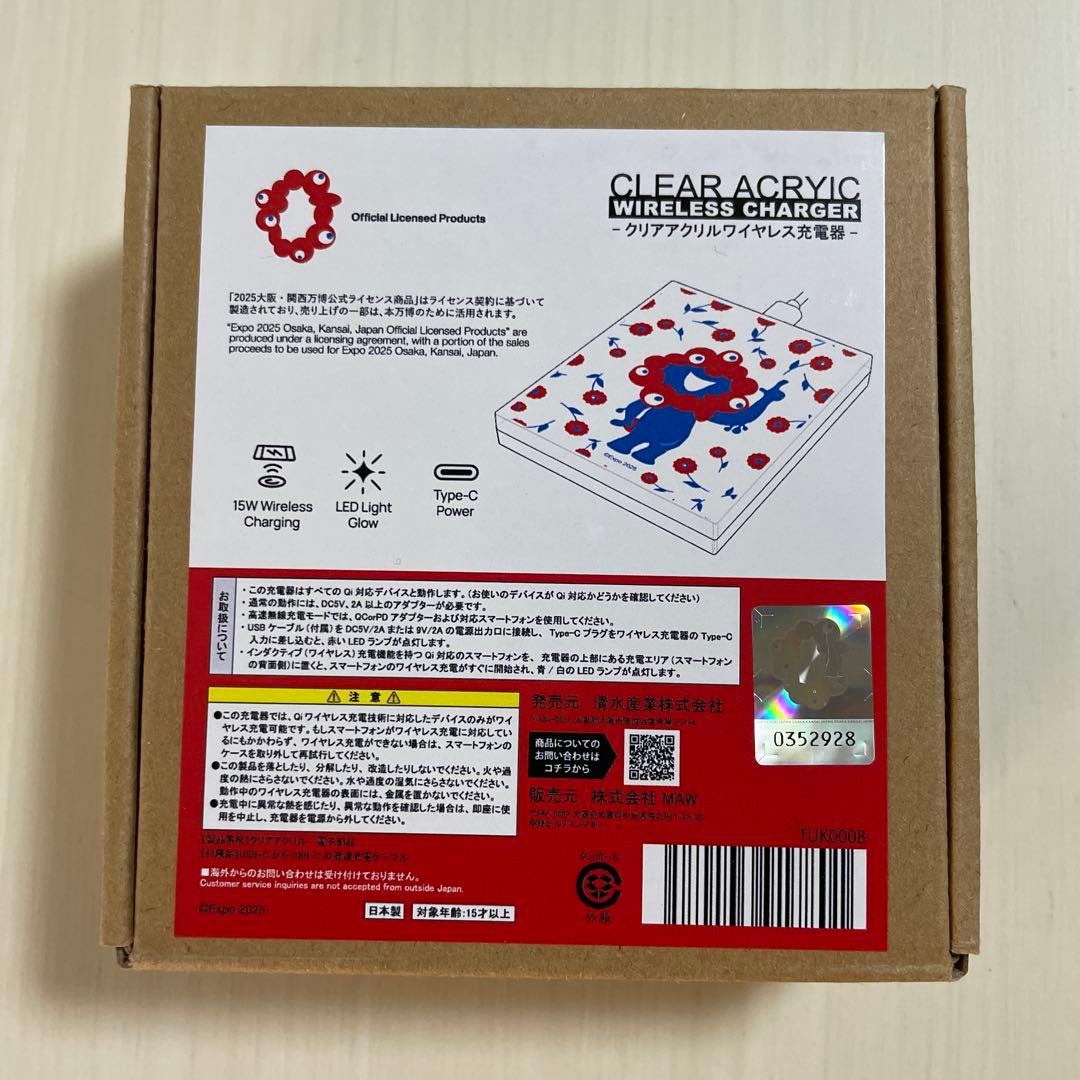 Official Licensed Products
CLEAR ACRYIC
WIRELESS CHARGER
-クリアアクリルワイヤレス充電器-
「2025大阪・関西万博公式ライセンス商品」はライセンス契約に基づいて
製造されており、売り上げの一部は、本万博のために活用されます。
"Expo 2025 Osaka, Kansai, Japan Official Licensed Products" are
produced under a licensing agreement, with a portion of the sales
proceeds to be used for Expo 2025 Osaka, Kansai, Japan.
©Expo 2025
15W Wireless
Charging
LED Light
Glow
Type-C
Power
お取扱について
・この充電器はすべての Qi 対応デバイスと動作します。(お使いのデバイスが Qi 対応かどうかを確認してください)
・通常の動作には、DC5V、2A 以上のアダプターが必要です。
・高速無線充電モードでは、QCorPD アダプターおよび対応スマートフォンを使用してください。
・USB ケーブル(付属)を DC5V/2A または 9V/2A の電源出力口に接続し、Type-C プラグをワイヤレス充電器の Type-C
入力に差し込むと、赤い LED ランプが点灯します。
・インダクティブ(ワイヤレス)充電機能を持つ Qi 対応のスマートフォンを、充電器の上部にある充電エリア(スマートフォン
の背面側)に置くと、スマートフォンのワイヤレス充電がすぐに開始され、青 / 白の LED ランプが点灯します。
⚠ 注意 ⚠
●この充電器では、Qi ワイヤレス充電技術に対応したデバイスのみがワイ
ヤレス充電可能です。もしスマートフォンがワイヤレス充電に対応してい
るにもかかわらず、ワイヤレス充電ができない場合は、スマートフォンの
ケースを取り外して再試行してください。
●この製品を落としたり、分解したり、改造したりしないでください。火や過
度の熱にさらさないでください。水や過度の湿気にさらさないでください。
動作中のワイヤレス充電器の表面には、金属を置かないでください。
●充電中に異常な熱を感じたり、異常な動作を確認した場合は、即座に使
用を中止し、充電器を電源から外してください。
発売元:清水産業株式会社
商品についての
お問い合わせは
コチラから
販売元:株式会社 MAW
0352928
TUK0008
【製品素材】クリアアクリル・電子部品
【付属品】USB-C から USB-C の高速充電ケーブル
■海外からのお問い合わせは受け付けておりません。
Customer service inquiries are not accepted from outside Japan.
©Expo 2025
日本製
対象年齢:15才以上
ダンボール
外箱